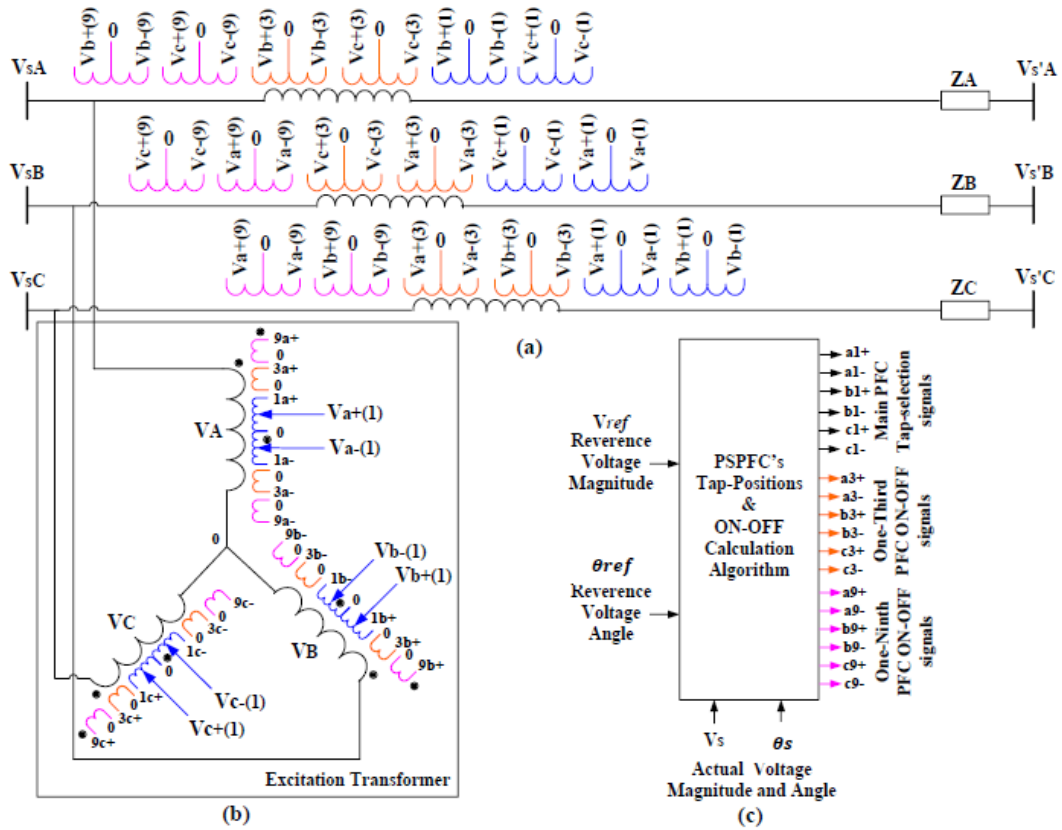 Vb+(9) 0 Vb-(9) Vc+(9) 0 Vc-(9) Vb+(3) 0 Vb-(3) Vc+(3) 0 Vc-(3) Vb+(1) 0 Vb-(1) Vc+(1) 0 Vc-(1)
VsA
ZA
Vs'A
Vc+(9) 0 Vc-(9) Va+(9) 0 Va-(9) Vc+(3) 0 Vc-(3) Va+(3) 0 Va-(3) Vc+(1) 0 Vc-(1) Va+(1) 0 Va-(1)
VsB
ZB
Vs'B
Va+(9) 0 Va-(9) Vb+(9) 0 Vb-(9) Va+(3) 0 Va-(3) Vb+(3) 0 Vb-(3) Va+(1) 0 Va-(1) Vb+(1) 0 Vb-(1)
VsC
ZC
Vs'C
(a)
9a+
0
3a+
0
1a+
Va+(1)
VA
0
Va-(1)
1a-
0
3a-
0
9a-
0
9b-
0
3b-
0
1b-
Vb-(1)
0
Vb+(1)
1b+
0
3b+
0
9b+
VB
VC
9c-
0
3c-
0
1c-
0
Vc-(1)
1c+
Vc+(1)
0
3c+
0
9c+
Excitation Transformer
(b)
Vref
Reverence
Voltage
Magnitude
θref
Reverence
Voltage
Angle
PSPFC's
Tap-Positions
&
ON-OFF
Calculation
Algorithm
a1+
a1-
b1+
b1-
c1+
c1-
Main PFC
Tap-selection
signals
a3+
a3-
b3+
b3-
c3+
c3-
One-Third
PFC ON-OFF
signals
a9+
a9-
b9+
b9-
c9+
c9-
One-Ninth
PFC ON-OFF
signals
Vs
θs
Actual Voltage
Magnitude and Angle
(c)